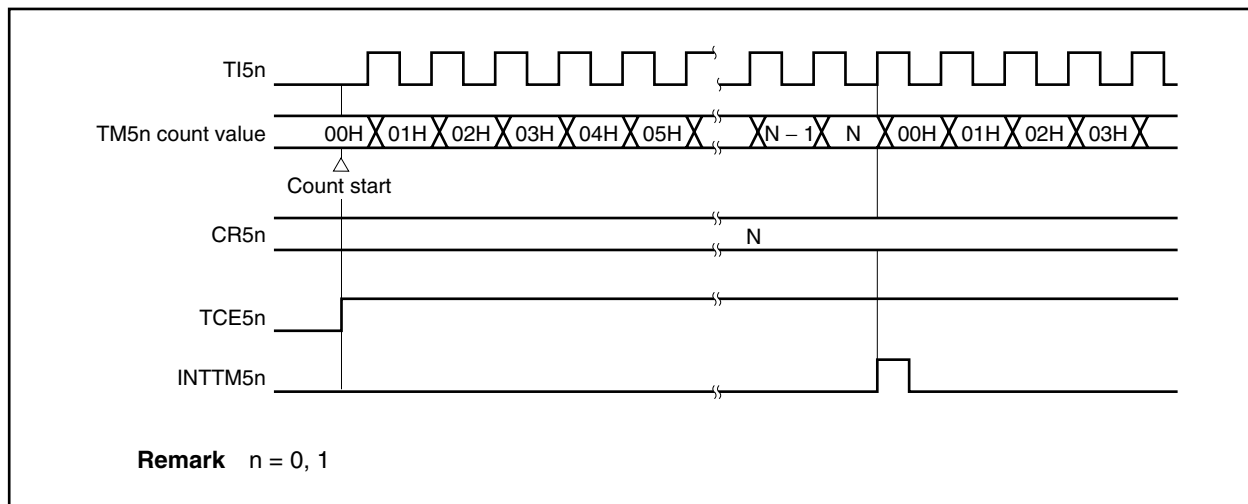 TI5n
TM5n count value 00H 01H 02H 03H 04H 05H N – 1 N 00H 01H 02H 03H
Count start
CR5n N
TCE5n
INTTM5n
Remark n = 0, 1